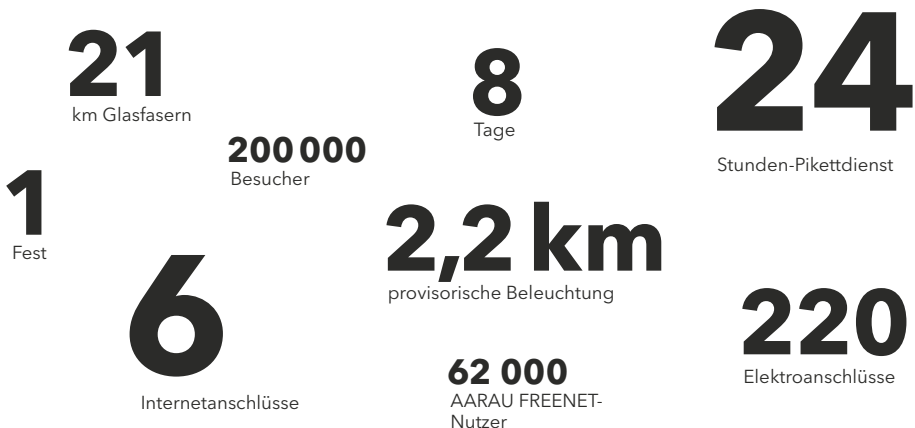 21
km Glasfasern
8
Tage
24
Stunden-Pikettdienst
200 000
Besucher
1
Fest
2,2 km
provisorische Beleuchtung
6
Internetanschlüsse
220
Elektroanschlüsse
62 000
AARAU FREENET-
Nutzer